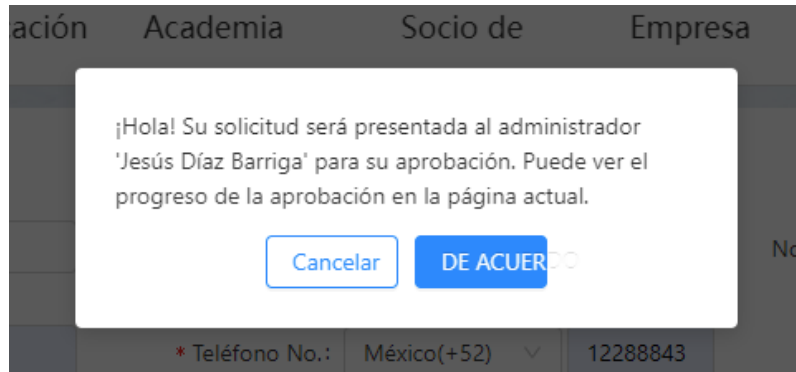 ación Academia Socio de Empresa
¡Hola! Su solicitud será presentada al administrador
'Jesús Díaz Barriga' para su aprobación. Puede ver el
progreso de la aprobación en la página actual.
Cancelar DE ACUERDO
No
* Teléfono No.: México(+52) 12288843